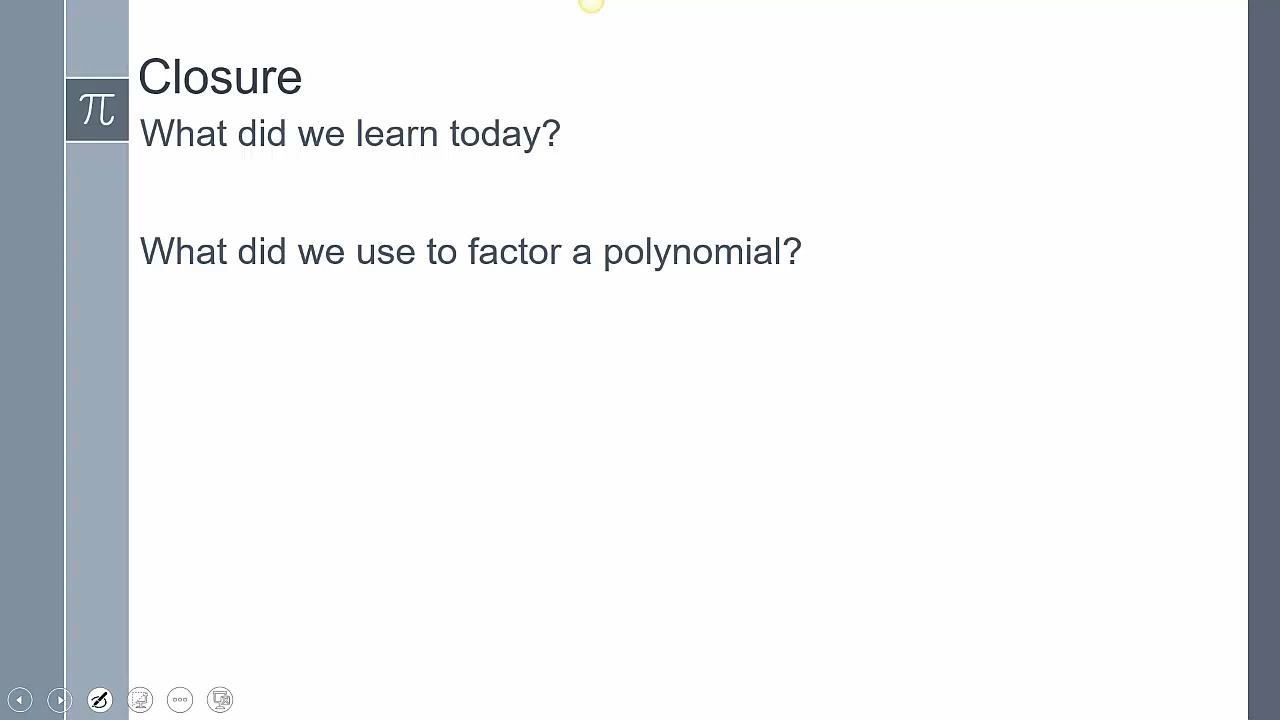 π
Closure
What did we learn today?
What did we use to factor a polynomial?